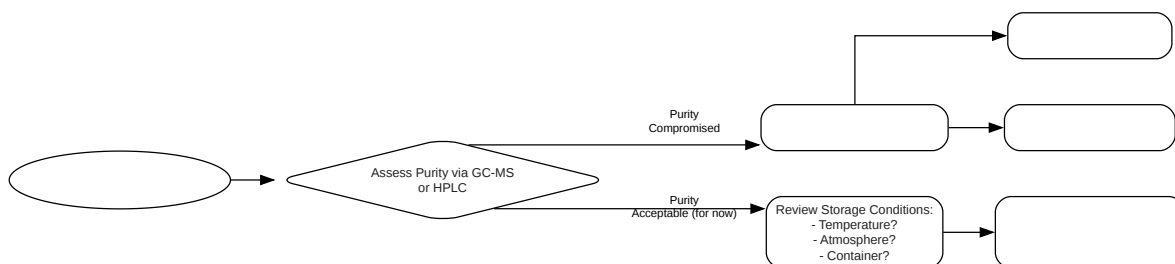 Purity
Compromised
Assess Purity via GC-MS
or HPLC
Purity
Acceptable (for now)
Review Storage Conditions:
- Temperature?
- Atmosphere?
- Container?